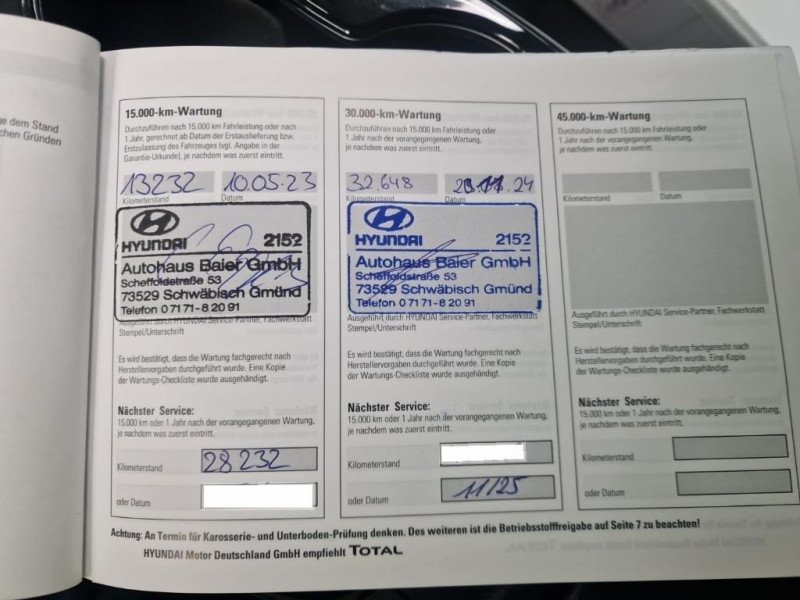 e dem Stand
chen Gründen
15.000-km-Wartung
Durchzuführen nach 15.000 km Fahrleistung oder nach
1 Jahr, gerechnet ab Datum der Erstauslieferung bzw.
Erstzulassung des Fahrzeuges (vgl. Angabe in der
Garantie-Urkunde), je nachdem was zuerst eintritt.
13232 10.05.23
Kilometerstand Datum
HYUNDAI 2152
Autohaus Baier GmbH
Scheffoldstraße 53
73529 Schwäbisch Gmünd
Telefon 0 71 71 - 8 20 91
Ausgeführt durch HYUNDAI Service-Partner, Fachwerkstatt
Stempel/Unterschrift
Es wird bestätigt, dass die Wartung fachgerecht nach
Herstellervorgaben durchgeführt wurde. Eine Kopie
der Wartungs-Checkliste wurde ausgehändigt.
Nächster Service:
15.000 km oder 1 Jahr nach der vorangegangenen Wartung,
je nachdem was zuerst eintritt.
Kilometerstand 28 232
oder Datum
30.000-km-Wartung
Durchzuführen nach 15.000 km Fahrleistung oder
1 Jahr nach der vorangegangenen Wartung,
je nachdem was zuerst eintritt.
32 648 .24
Kilometerstand Datum
HYUNDAI 2152
Autohaus Baier GmbH
Scheffoldstraße 53
73529 Schwäbisch Gmünd
Telefon 0 71 71 - 8 20 91
Ausgeführt durch HYUNDAI Service-Partner, Fachwerkstatt
Stempel/Unterschrift
Es wird bestätigt, dass die Wartung fachgerecht nach
Herstellervorgaben durchgeführt wurde. Eine Kopie
der Wartungs-Checkliste wurde ausgehändigt.
Nächster Service:
15.000 km oder 1 Jahr nach der vorangegangenen Wartung,
je nachdem was zuerst eintritt.
Kilometerstand
oder Datum 11/25
45.000-km-Wartung
Durchzuführen nach 15.000 km Fahrleistung oder
1 Jahr nach der vorangegangenen Wartung,
je nachdem was zuerst eintritt.
Kilometerstand Datum
Ausgeführt durch HYUNDAI Service-Partner, Fachwerkstatt
Stempel/Unterschrift
Es wird bestätigt, dass die Wartung fachgerecht nach
Herstellervorgaben durchgeführt wurde. Eine Kopie
der Wartungs-Checkliste wurde ausgehändigt.
Nächster Service:
15.000 km oder 1 Jahr nach der vorangegangenen Wartung,
je nachdem was zuerst eintritt.
Kilometerstand
oder Datum
Achtung: An Termin für Karosserie- und Unterboden-Prüfung denken. Des weiteren ist die Betriebsstofffreigabe auf Seite 7 zu beachten!
HYUNDAI Motor Deutschland GmbH empfiehlt TOTAL